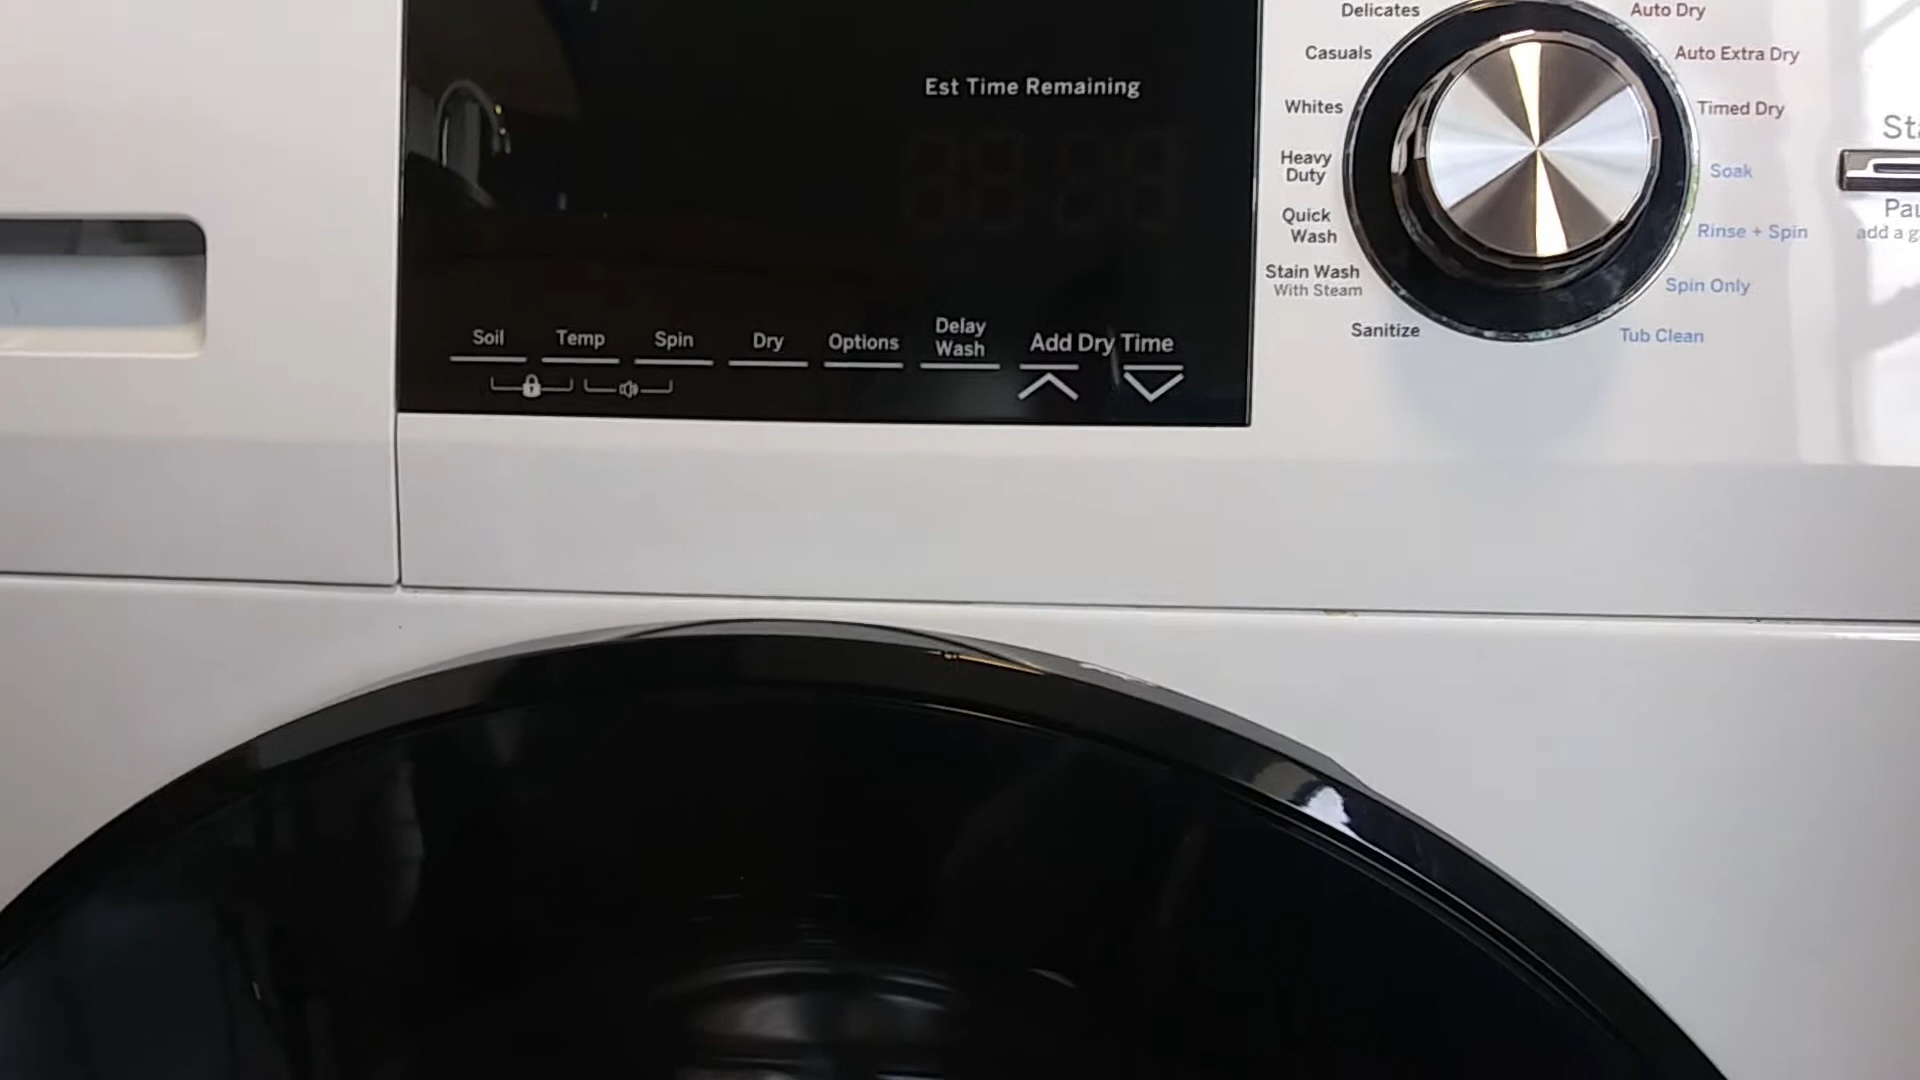 Est Time Remaining
Soil
Temp
Spin
Dry
Options
Delay
Wash
Add Dry Time
Delicates
Casuals
Whites
Heavy
Duty
Quick
Wash
Stain Wash
With Steam
Sanitize
Auto Dry
Auto Extra Dry
Timed Dry
Soak
Rinse + Spin
Spin Only
Tub Clean
add a